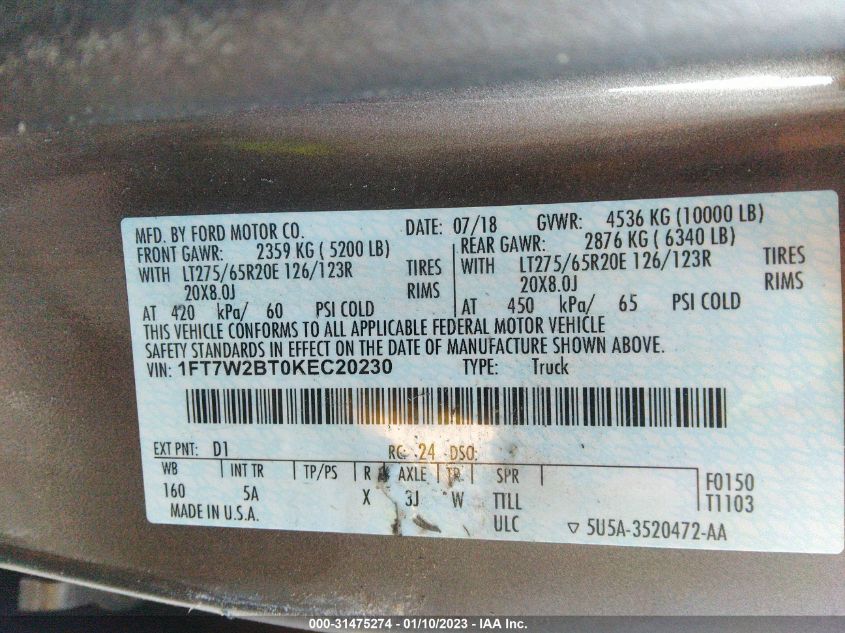 MFD. BY FORD MOTOR CO. DATE: 07/18 GVWR: 4536 KG (10000 LB)
FRONT GAWR: 2359 KG ( 5200 LB) REAR GAWR: 2876 KG ( 6340 LB)
WITH LT275/65R20E 126/123R TIRES WITH LT275/65R20E 126/123R TIRES
20X8.0J RIMS 20X8.0J RIMS
AT 420 kPa/ 60 PSI COLD AT 450 kPa/ 65 PSI COLD
THIS VEHICLE CONFORMS TO ALL APPLICABLE FEDERAL MOTOR VEHICLE
SAFETY STANDARDS IN EFFECT ON THE DATE OF MANUFACTURE SHOWN ABOVE.
VIN: 1FT7W2BT0KEC20230 TYPE: Truck
EXT PNT: D1 RC: 24 DSO:
WB INT TR TP/PS R AXLE TR SPR F0150
160 5A X 3J W TTLL T1103
MADE IN U.S.A. ULC ▽ 5U5A-3520472-AA
000-31475274 - 01/10/2023 - IAA Inc.